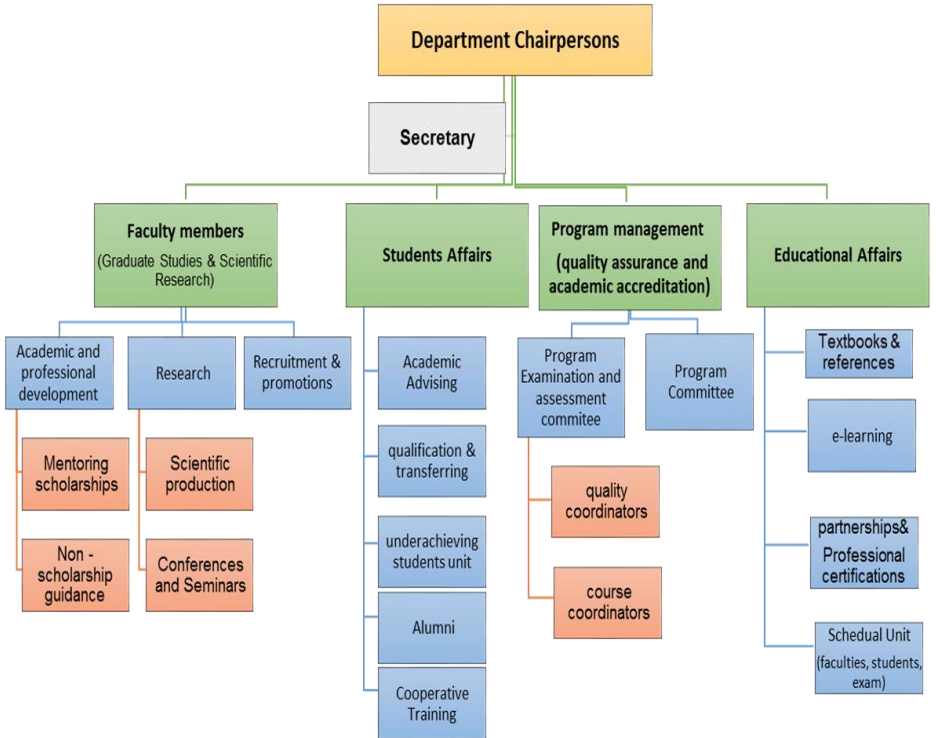 Department Chairpersons
Secretary
Faculty members
(Graduate Studies & Scientific
Research)
Students Affairs
Program management
(quality assurance and
academic accreditation)
Educational Affairs
Academic and
professional
development
Research
Recruitment &
promotions
Mentoring
scholarships
Scientific
production
Non -
scholarship
guidance
Conferences
and Seminars
Academic
Advising
qualification &
transferring
underachieving
students unit
Alumni
Cooperative
Training
Program
Examination and
assessment
commitee
Program
Committee
quality
coordinators
course
coordinators
Textbooks &
references
e-learning
partnerships&
Professional
certifications
Schedual Unit
(faculties, students,
exam)